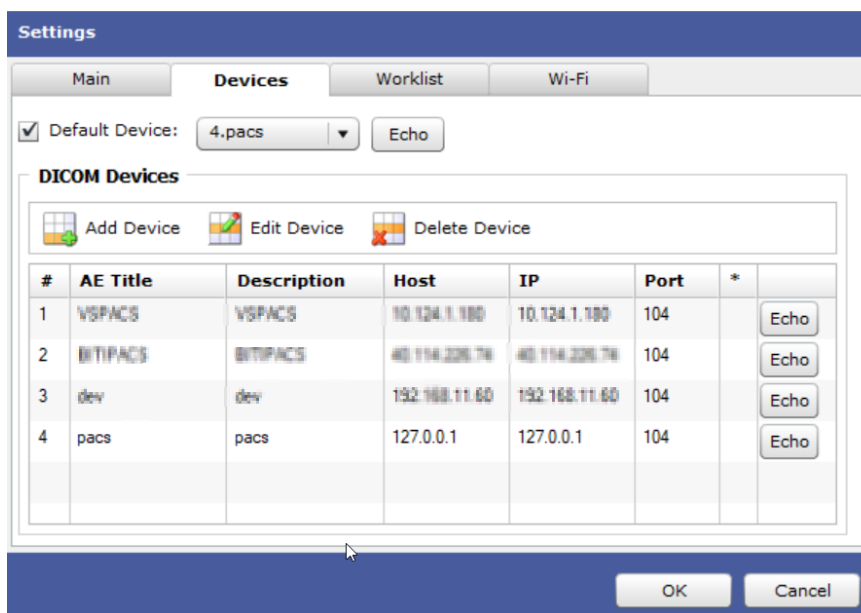 Settings
Main Devices Worklist Wi-Fi
Default Device: 4.pacs Echo
DICOM Devices
Add Device Edit Device Delete Device
# AE Title Description Host IP Port *
1 104 Echo
2 104 Echo
3 104 Echo
4 pacs pacs 127.0.0.1 127.0.0.1 104 Echo
OK Cancel